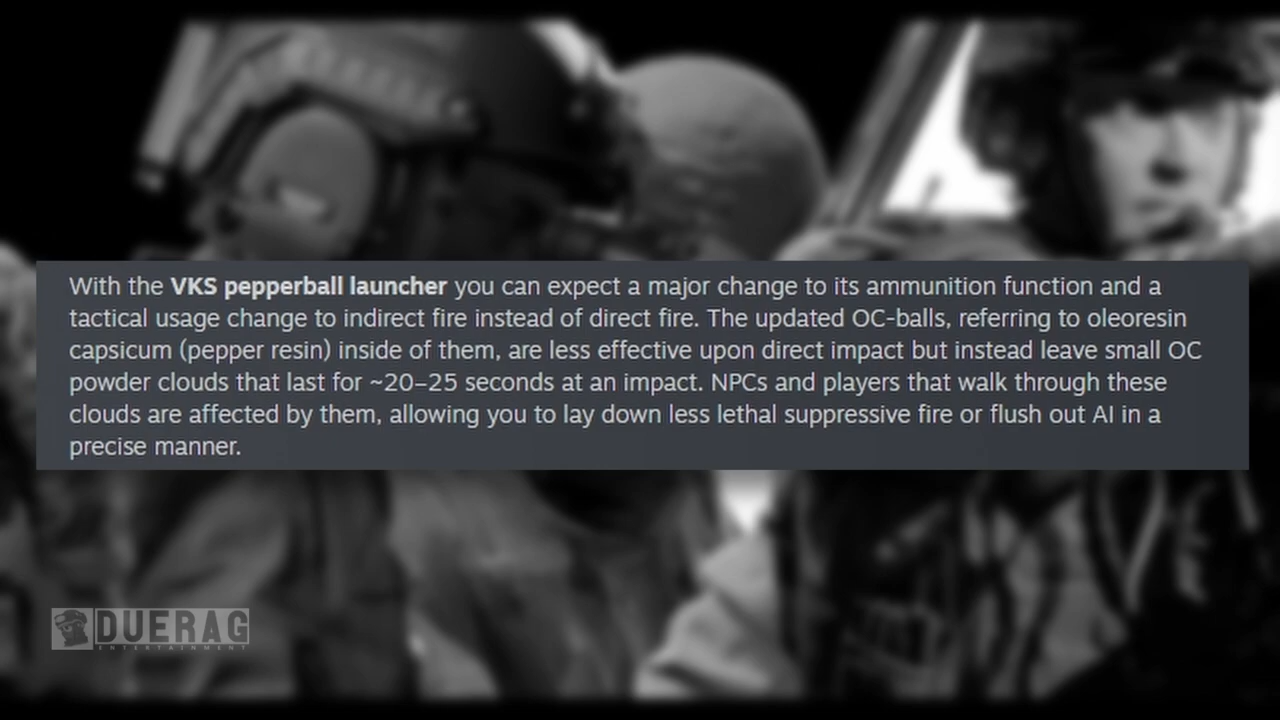 With the VKS pepperball launcher you can expect a major change to its ammunition function and a
tactical usage change to indirect fire instead of direct fire. The updated OC-balls, referring to oleoresin
capsicum (pepper resin) inside of them, are less effective upon direct impact but instead leave small OC
powder clouds that last for ~20–25 seconds at an impact. NPCs and players that walk through these
clouds are affected by them, allowing you to lay down less lethal suppressive fire or flush out AI in a
precise manner.
DUERAG
ENTERTAINMENT